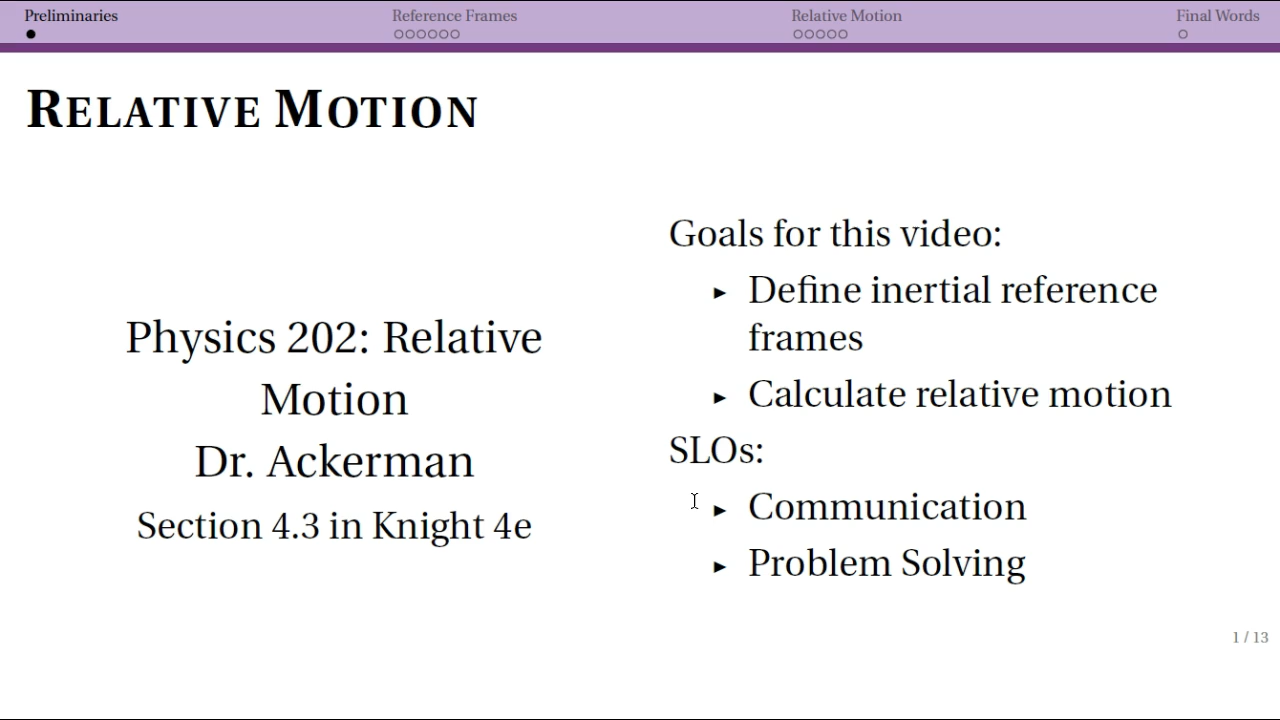 Preliminaries
Reference Frames
Relative Motion
Final Words
RELATIVE MOTION
Physics 202: Relative
Motion
Dr. Ackerman
Section 4.3 in Knight 4e
Goals for this video:
▸ Define inertial reference
frames
▸ Calculate relative motion
SLOs:
▸ Communication
▸ Problem Solving
1 / 13